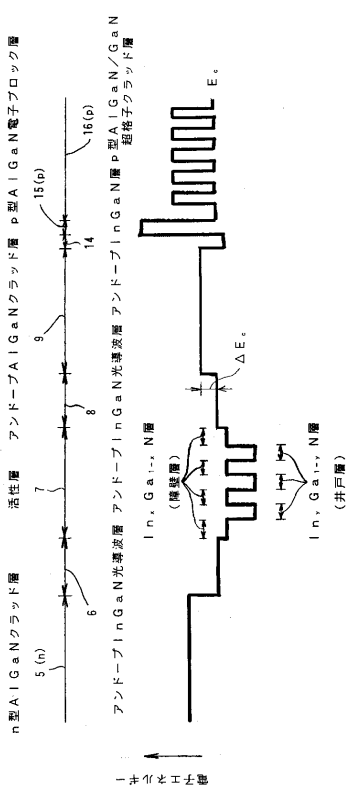 n型AlGaNクラッド層
活性層
アンドープAlGaNクラッド層
p型AlGaN電子ブロック層
5(n)
6
7
8
9
14
15(p)
16(p)
アンドープInGaN光導波層
アンドープInGaN光導波層
アンドープInGaN層
p型AlGaN/GaN
超格子クラッド層
InxGa1-xN層
(障壁層)
ΔEc
Ec
InyGa1-yN層
(井戸層)
電子エネルギー